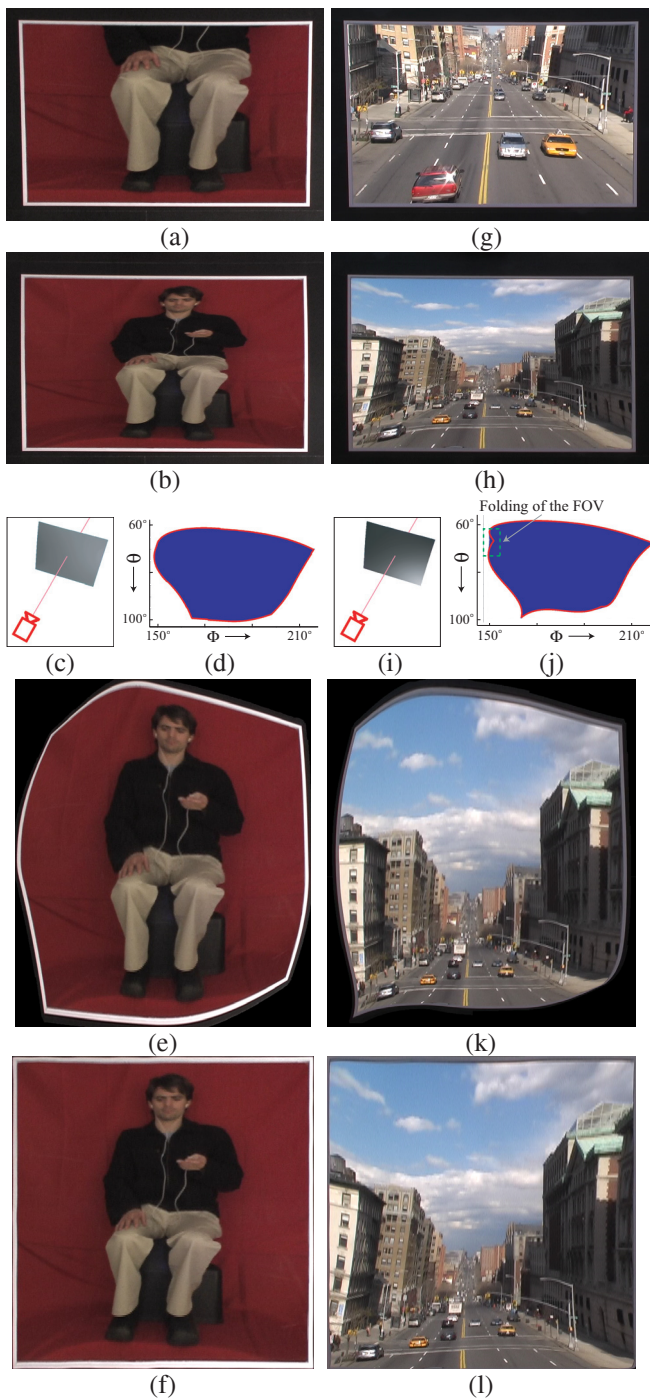 (a)
(g)
(b)
(h)
Folding of the FOV
60°
θ
100°
150°
Φ
210°
60°
θ
100°
150°
Φ
210°
(c)
(d)
(i)
(j)
(e)
(k)
(f)
(l)